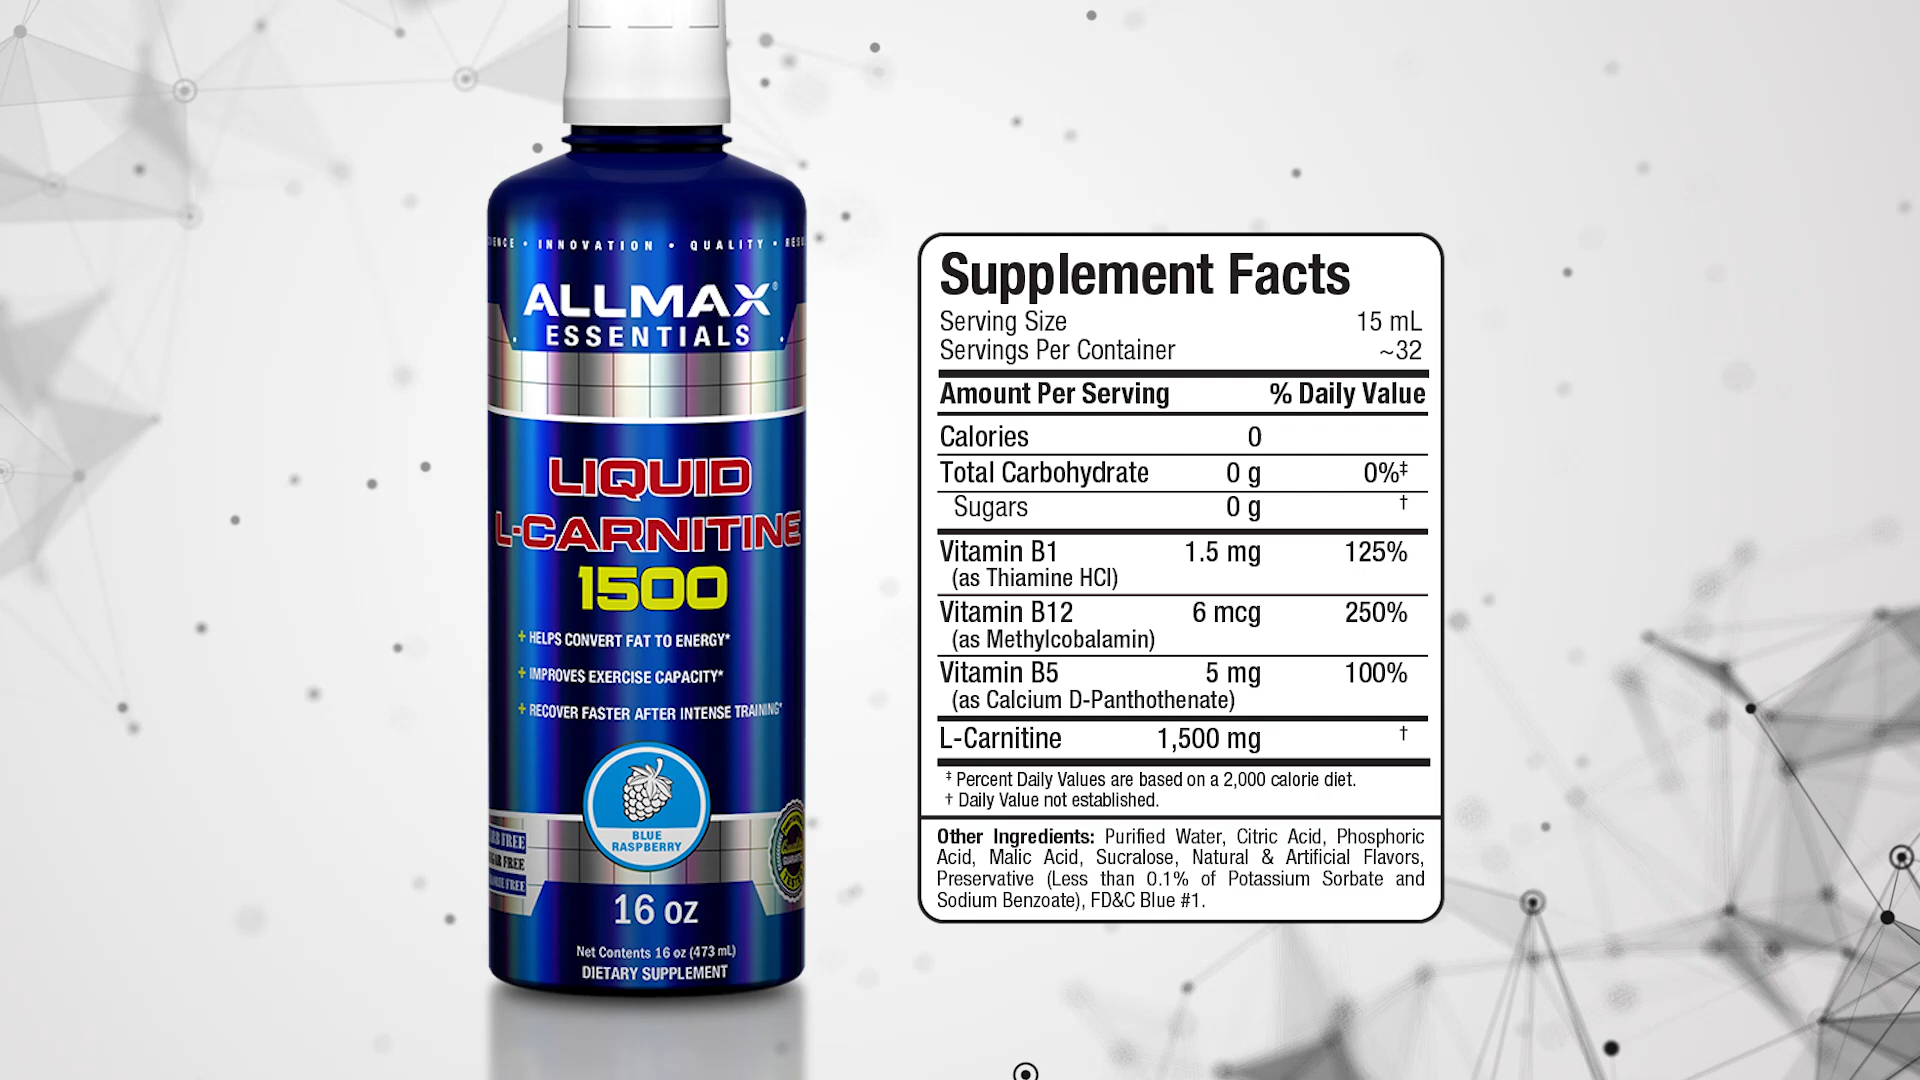 INNOVATION • QUALITY •
ALLMAX®
ESSENTIALS
LIQUID
L-CARNITINE
1500
+ HELPS CONVERT FAT TO ENERGY*
+ IMPROVES EXERCISE CAPACITY*
+ RECOVER FASTER AFTER INTENSE TRAINING*
BLUE
RASPBERRY
FREE
FREE
FREE
16 oz
Net Contents 16 oz (473 mL)
DIETARY SUPPLEMENT
Supplement Facts
Serving Size 15 mL
Servings Per Container ~32
Amount Per Serving % Daily Value
Calories 0
Total Carbohydrate 0 g 0%‡
Sugars 0 g †
Vitamin B1 1.5 mg 125%
(as Thiamine HCl)
Vitamin B12 6 mcg 250%
(as Methylcobalamin)
Vitamin B5 5 mg 100%
(as Calcium D-Panthothenate)
L-Carnitine 1,500 mg †
‡ Percent Daily Values are based on a 2,000 calorie diet.
† Daily Value not established.
Other Ingredients: Purified Water, Citric Acid, Phosphoric
Acid, Malic Acid, Sucralose, Natural & Artificial Flavors,
Preservative (Less than 0.1% of Potassium Sorbate and
Sodium Benzoate), FD&C Blue #1.